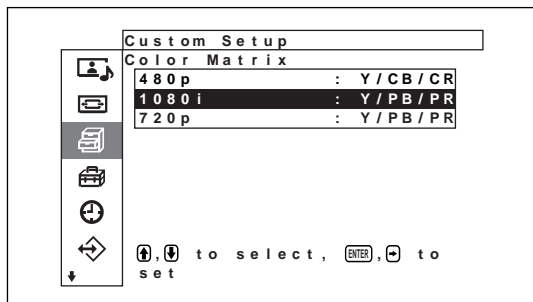 Custom Setup
Color Matrix
480p : Y/CB/CR
1080i : Y/PB/PR
720p : Y/PB/PR
, to select, ENTER, to
set